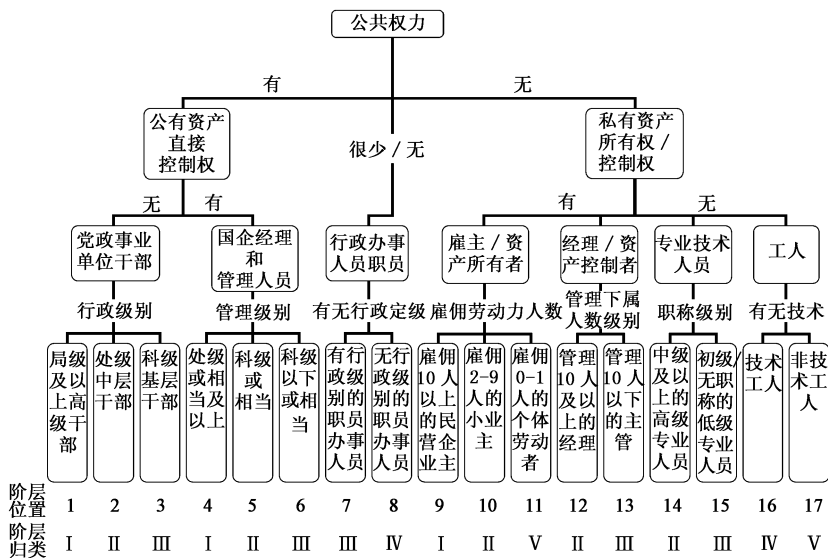 公共权力
有
无
公有资产
直接
控制权
很少/无
私有资产
所有权/
控制权
无
有
有
无
党政事业
单位干部
国企经理
和
管理人员
行政办事
人员职员
雇主/资
产所有者
经理/资
产控制者
专业技术
人员
工人
行政级别
管理级别
有无行政定级
雇佣劳动力人数
管理下属
人数级别
职称级别
有无技术
局级
及以
上高
级干
部
处级
中层
干部
科级
基层
干部
处级
或相
当及
以上
科级
或
相当
科级
以下
或相
当
有行
政级
别的
职员
办事
人员
无行
政级
别的
职员
办事
人员
雇佣
10人
以上
的民
营企
业主
雇佣
2-9
人的
小业
主
雇佣
0-1
人的
个体
劳动
者
管理
10人
及以
上的
经理
管理
10人
以下
的主
管
中级
及以
上的
高级
专业
人员
初级/
无职
称的
低级
专业
人员
技术
工人
非技
术工
人
阶层
位置
1 2 3 4 5 6 7 8 9 10 11 12 13 14 15 16 17
阶层
归类
Ⅰ Ⅱ Ⅲ Ⅰ Ⅱ Ⅲ Ⅲ Ⅳ Ⅰ Ⅱ Ⅴ Ⅱ Ⅲ Ⅱ Ⅲ Ⅳ Ⅴ